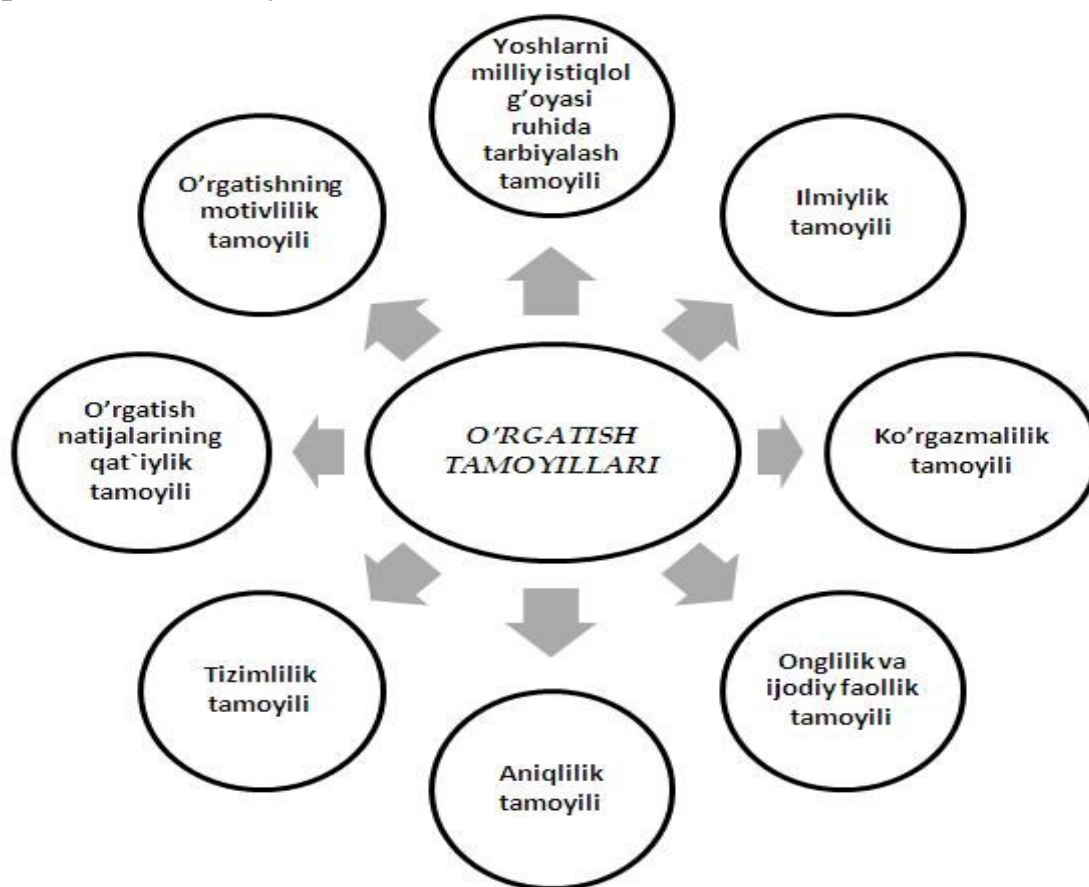 Yoshlarni
milliy istiqlol
g’oyasi
ruhida
tarbiyalash
tamoyili
Ilmiylik
tamoyili
Ko’rgazmalilik
tamoyili
Onglilik va
ijodiy faollik
tamoyili
Aniqlilik
tamoyili
Tizimlilik
tamoyili
O’rgatish
natijalarining
qat`iylik
tamoyili
O’rgatishning
motivlilik
tamoyili
O’RGATISH
TAMOYILLARI